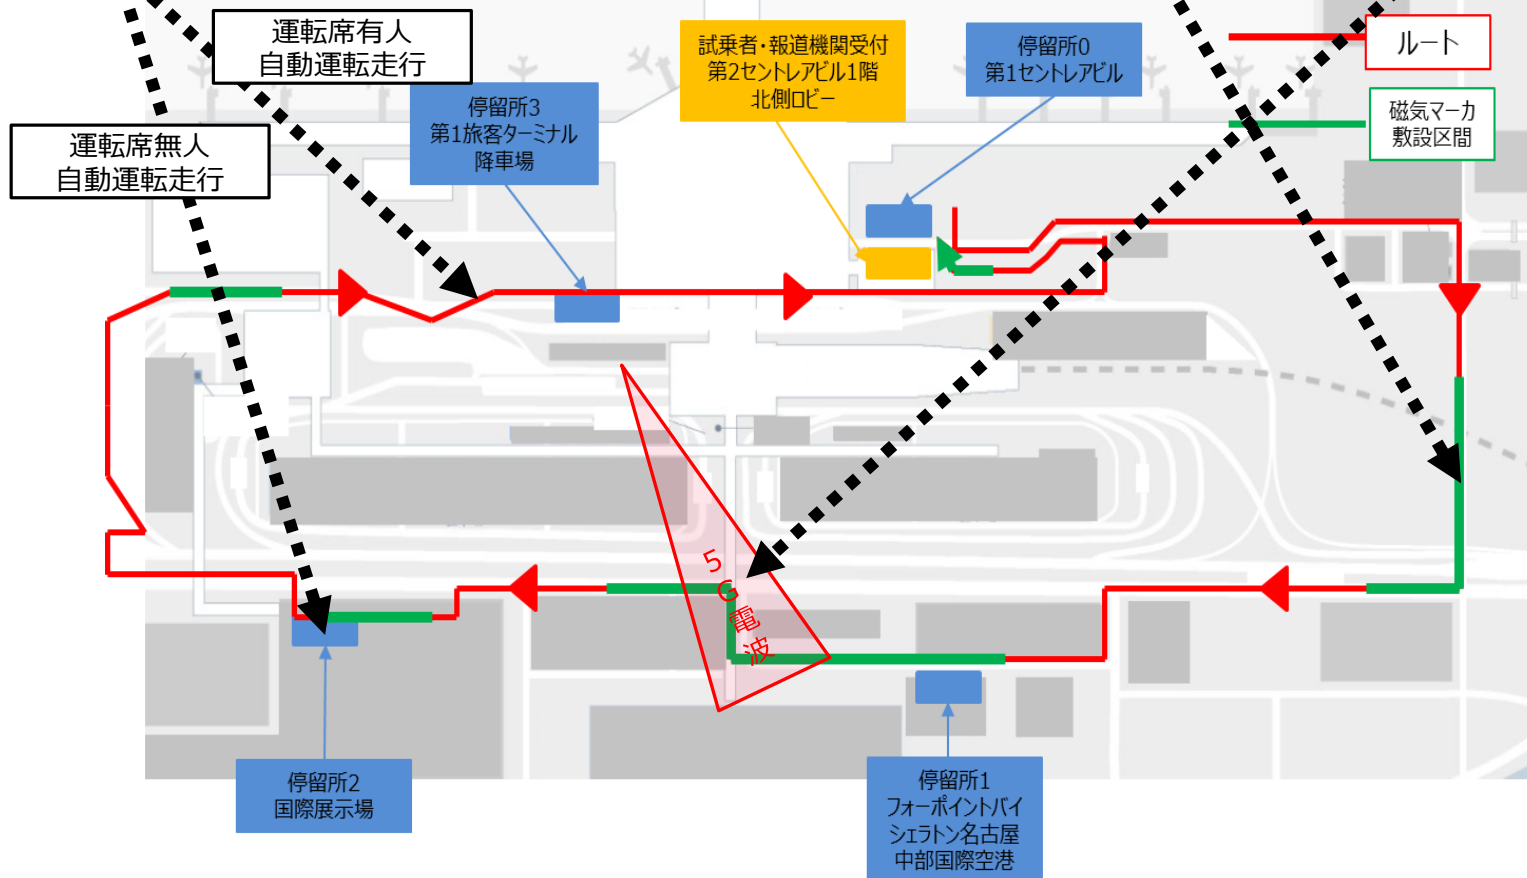 運転席有人
自動運転走行
試乗者・報道機関受付
第2セントレアビル1階
北側ロビー
停留所0
第1セントレアビル
ルート
停留所3
第1旅客ターミナル
降車場
磁気マーカ
敷設区間
運転席無人
自動運転走行
5G電波
停留所2
国際展示場
停留所1
フォーポイントバイ
シェラトン名古屋
中部国際空港